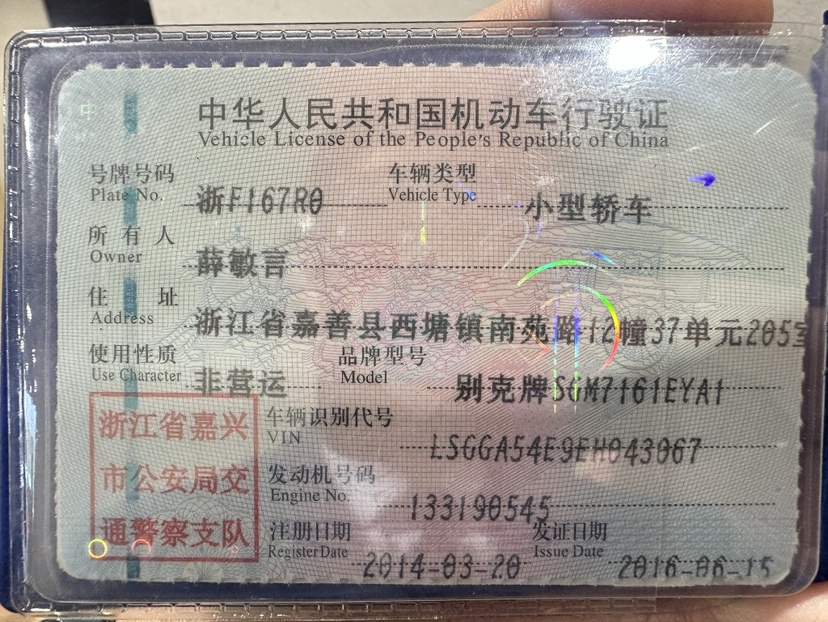 中华人民共和国机动车行驶证
Vehicle License of the People's Republic of China
号牌号码 浙F167R0 车辆类型 小型轿车
Plate No. Vehicle Type
所有人 薛敏言
Owner
住址 浙江省嘉善县西塘镇南苑路12幢37单元205室
Address
使用性质 非营运 品牌型号 别克牌SGM7161EYA1
Use Character Model
浙江省嘉兴
市公安局交
通警察支队
车辆识别代号 LSGGA54E9EH043067
VIN
发动机号码 133190545
Engine No.
注册日期 2014-03-20 发证日期 2016-06-15
Register Date Issue Date